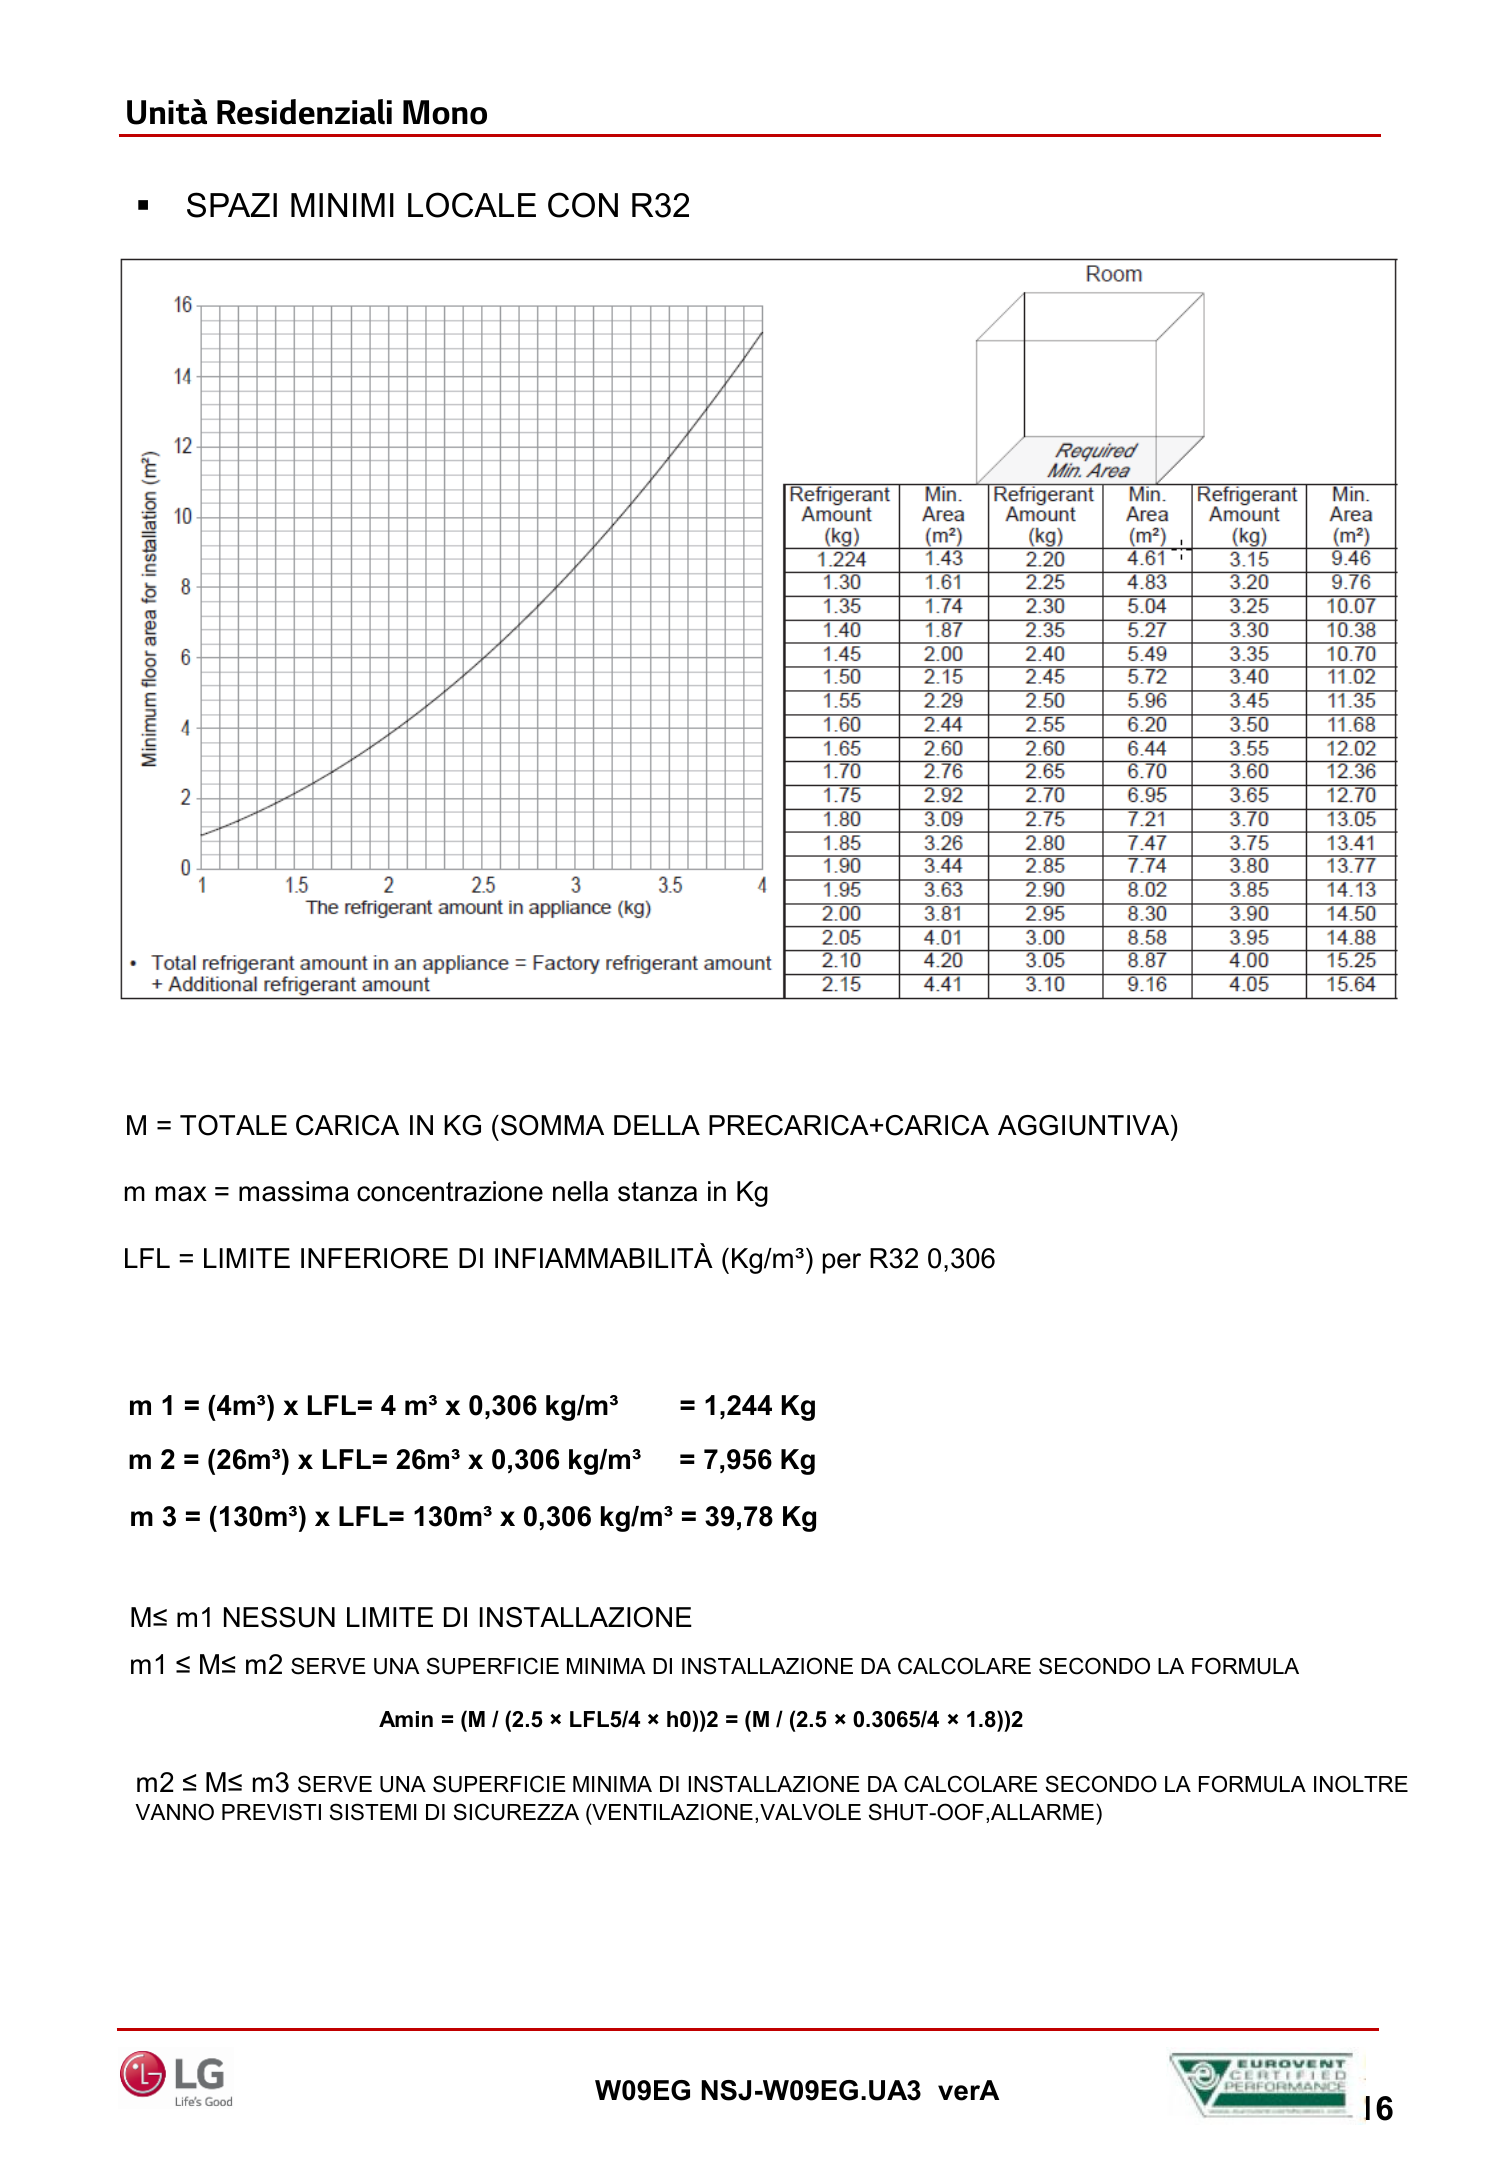 Unità Residenziali Mono
▪ SPAZI MINIMI LOCALE CON R32
Room
Required
Min. Area
16
14
12
10
8
6
4
2
0
Minimum floor area for installation (m²)
1 1.5 2 2.5 3 3.5 4
The refrigerant amount in appliance (kg)
• Total refrigerant amount in an appliance = Factory refrigerant amount
+ Additional refrigerant amount
Refrigerant Min. Refrigerant Min. Refrigerant Min.
Amount Area Amount Area Amount Area
(kg) (m²) (kg) (m²) (kg) (m²)
1.224 1.43 2.20 4.61 3.15 9.46
1.30 1.61 2.25 4.83 3.20 9.76
1.35 1.74 2.30 5.04 3.25 10.07
1.40 1.87 2.35 5.27 3.30 10.38
1.45 2.00 2.40 5.49 3.35 10.70
1.50 2.15 2.45 5.72 3.40 11.02
1.55 2.29 2.50 5.96 3.45 11.35
1.60 2.44 2.55 6.20 3.50 11.68
1.65 2.60 2.60 6.44 3.55 12.02
1.70 2.76 2.65 6.70 3.60 12.36
1.75 2.92 2.70 6.95 3.65 12.70
1.80 3.09 2.75 7.21 3.70 13.05
1.85 3.26 2.80 7.47 3.75 13.41
1.90 3.44 2.85 7.74 3.80 13.77
1.95 3.63 2.90 8.02 3.85 14.13
2.00 3.81 2.95 8.30 3.90 14.50
2.05 4.01 3.00 8.58 3.95 14.88
2.10 4.20 3.05 8.87 4.00 15.25
2.15 4.41 3.10 9.16 4.05 15.64
M = TOTALE CARICA IN KG (SOMMA DELLA PRECARICA+CARICA AGGIUNTIVA)
m max = massima concentrazione nella stanza in Kg
LFL = LIMITE INFERIORE DI INFIAMMABILITÀ (Kg/m³) per R32 0,306
m 1 = (4m³) x LFL= 4 m³ x 0,306 kg/m³ = 1,244 Kg
m 2 = (26m³) x LFL= 26m³ x 0,306 kg/m³ = 7,956 Kg
m 3 = (130m³) x LFL= 130m³ x 0,306 kg/m³ = 39,78 Kg
M≤ m1 NESSUN LIMITE DI INSTALLAZIONE
m1 ≤ M≤ m2 SERVE UNA SUPERFICIE MINIMA DI INSTALLAZIONE DA CALCOLARE SECONDO LA FORMULA
Amin = (M / (2.5 × LFL5/4 × h0))2 = (M / (2.5 × 0.3065/4 × 1.8))2
m2 ≤ M≤ m3 SERVE UNA SUPERFICIE MINIMA DI INSTALLAZIONE DA CALCOLARE SECONDO LA FORMULA INOLTRE
VANNO PREVISTI SISTEMI DI SICUREZZA (VENTILAZIONE,VALVOLE SHUT-OOF,ALLARME)
LG
Life's Good
W09EG NSJ-W09EG.UA3 verA
EUROVENT
CERTIFIED
PERFORMANCE
16